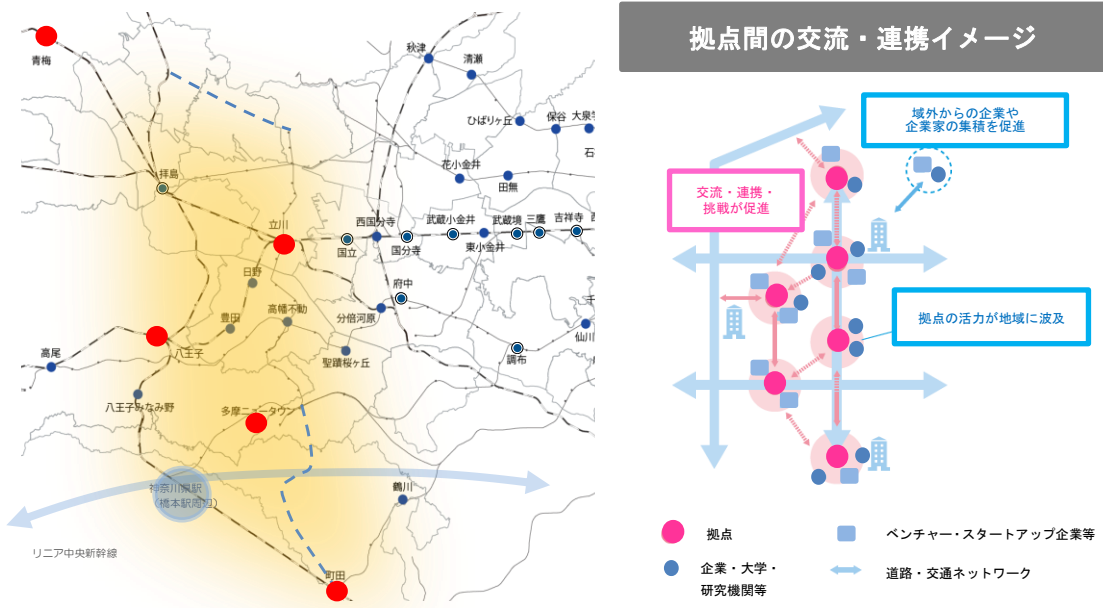 青梅
秋津
清瀬
ひばりヶ丘
保谷
大泉学
石
花小金井
田無
拝島
立川
国立
西国分寺
国分寺
武蔵小金井
東小金井
武蔵境
三鷹
吉祥寺
西
日野
府中
分倍河原
豊田
高幡不動
千
仙川
調布
聖蹟桜ヶ丘
高尾
八王子
八王子みなみ野
多摩ニュータウン
神奈川県駅
（橋本駅周辺）
鶴川
リニア中央新幹線
町田
拠点間の交流・連携イメージ
域外からの企業や
企業家の集積を促進
交流・連携・
挑戦が促進
拠点の活力が地域に波及
拠点
ベンチャー・スタートアップ企業等
企業・大学・
研究機関等
道路・交通ネットワーク